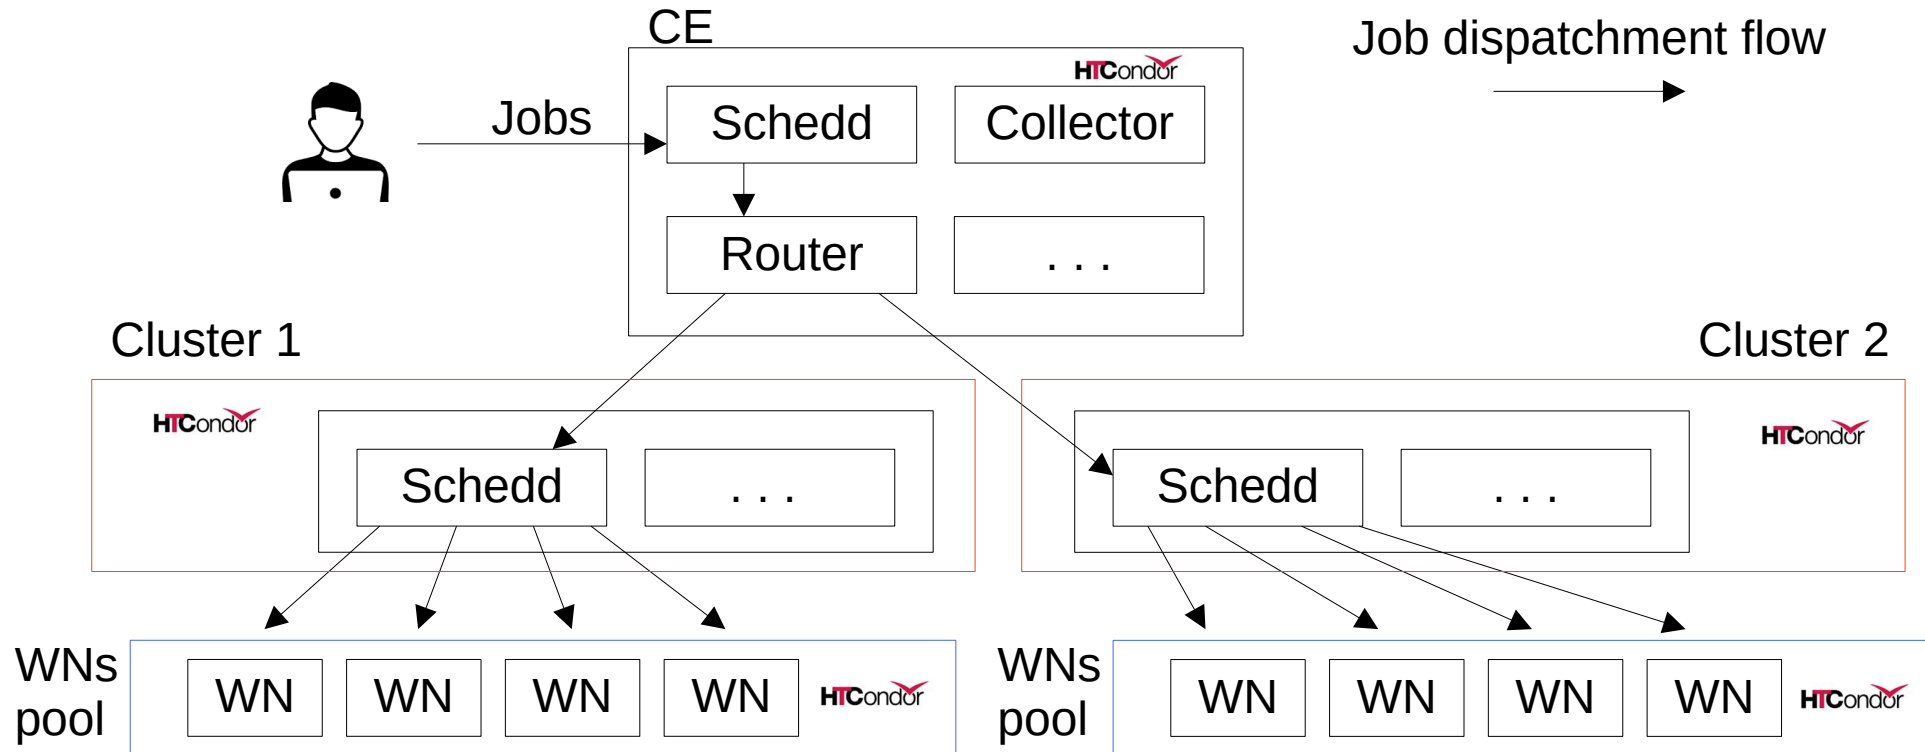 CE
Job dispatchment flow
HTCondor
Jobs
Schedd
Collector
Router
. . .
Cluster 1
Cluster 2
HTCondor
HTCondor
Schedd
. . .
Schedd
. . .
WNs
pool
WN
WN
WN
WN
HTCondor
WNs
pool
WN
WN
WN
WN
HTCondor